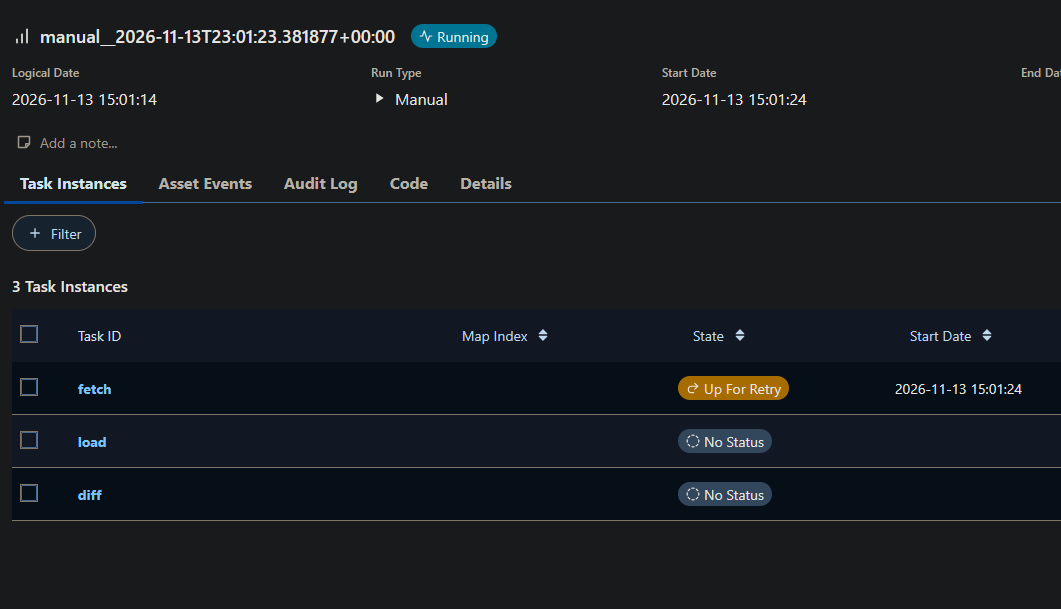 manual__2026-11-13T23:01:23.381877+00:00 Running
Logical Date Run Type Start Date End Da
2026-11-13 15:01:14 Manual 2026-11-13 15:01:24
Add a note...
Task Instances Asset Events Audit Log Code Details
+ Filter
3 Task Instances
Task ID Map Index State Start Date
fetch Up For Retry 2026-11-13 15:01:24
load No Status
diff No Status